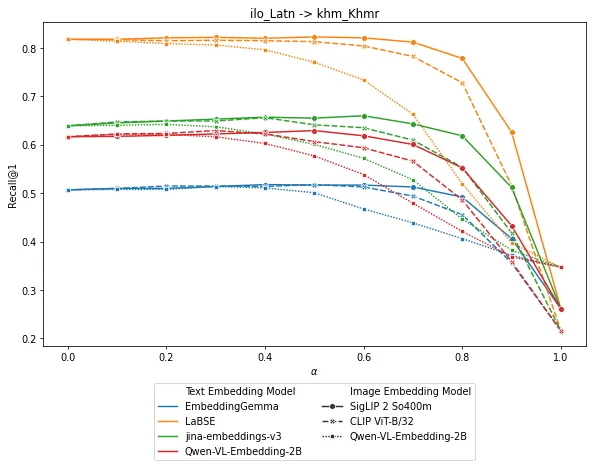 ilo_Latn -> khm_Khmr
Recall@1
0.8
0.7
0.6
0.5
0.4
0.3
0.2
0.0 0.2 0.4 0.6 0.8 1.0
α
Text Embedding Model Image Embedding Model
EmbeddingGemma SigLIP 2 So400m
LaBSE CLIP ViT-B/32
jina-embeddings-v3 Qwen-VL-Embedding-2B
Qwen-VL-Embedding-2B